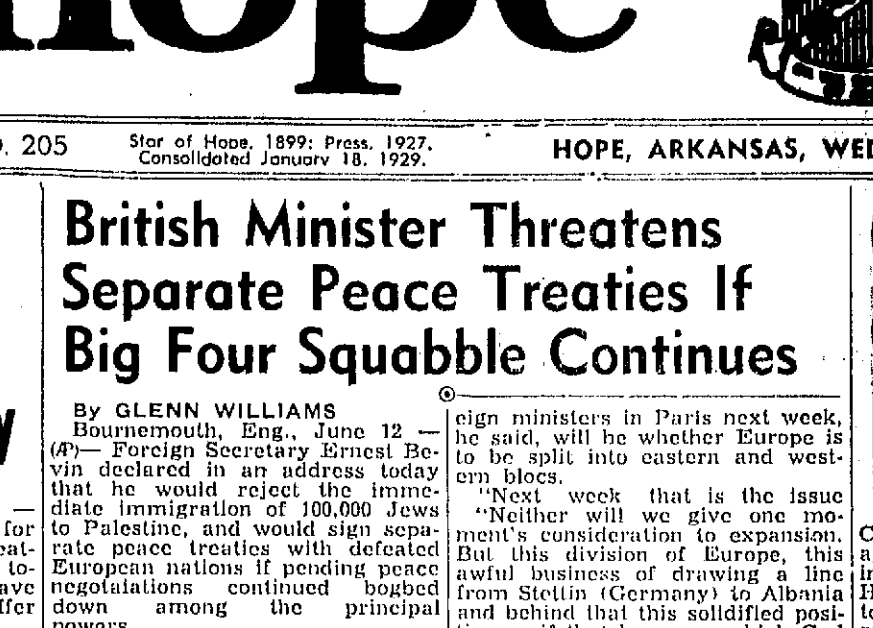 Hope
205
Star of Hope, 1899; Press, 1927.
Consolidated January 18, 1929.
HOPE, ARKANSAS, WED
British Minister Threatens
Separate Peace Treaties If
Big Four Squabble Continues
By GLENN WILLIAMS
Bournemouth, Eng., June 12 —
(AP)— Foreign Secretary Ernest Be-
vin declared in an address today
that he would reject the imme-
diate immigration of 100,000 Jews
to Palestine, and would sign sepa-
rate peace treaties with defeated
European nations if pending peace
negotaiations continued bogbed
down among the principal
powers.
eign ministers in Paris next week,
he said, will be whether Europe is
to be split into eastern and west-
ern blocs.
"Next week that is the issue
"Neither will we give one mo-
ment's consideration to expansion.
But this division of Europe, this
awful business of drawing a line
from Stettin (Germany) to Albania
and behind that this solidified posi-